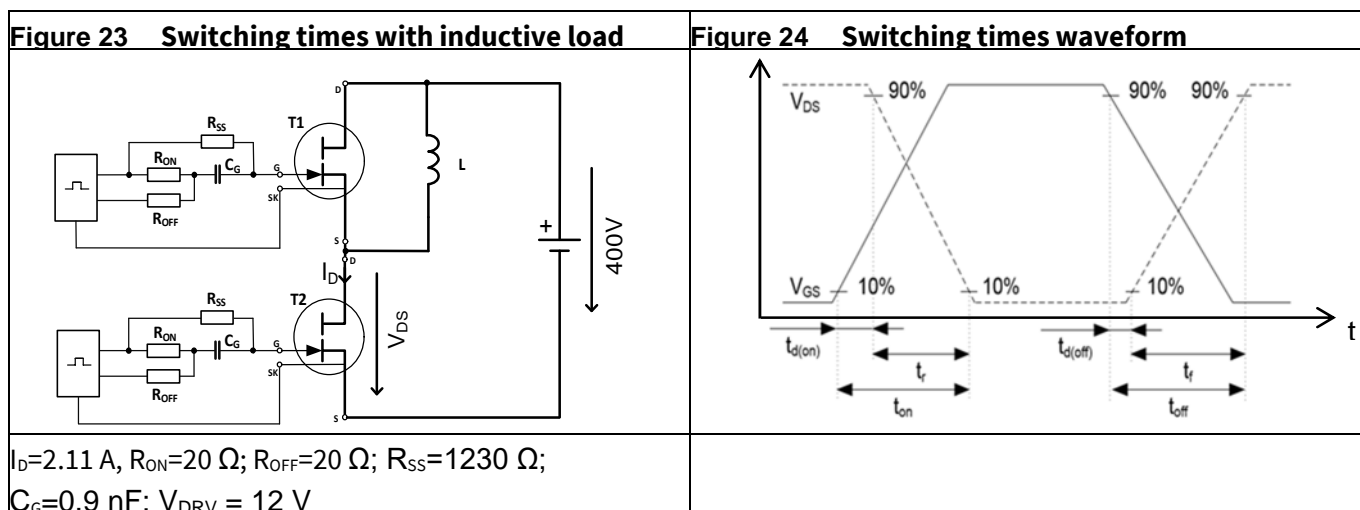 Figure 23 Switching times with inductive load
D
RSS
T1
RON
CG
G
L
SK
ROFF
S
D
+
400V
ID
RSS
T2
VDS
RON
CG
G
SK
ROFF
S
ID=2.11 A, RON=20 Ω; ROFF=20 Ω; RSS=1230 Ω;
CG=0.9 nF; VDRV = 12 V
Figure 24 Switching times waveform
VDS
90%
90%
90%
VGS
10%
10%
10%
t
td(on)
td(off)
tr
tf
ton
toff